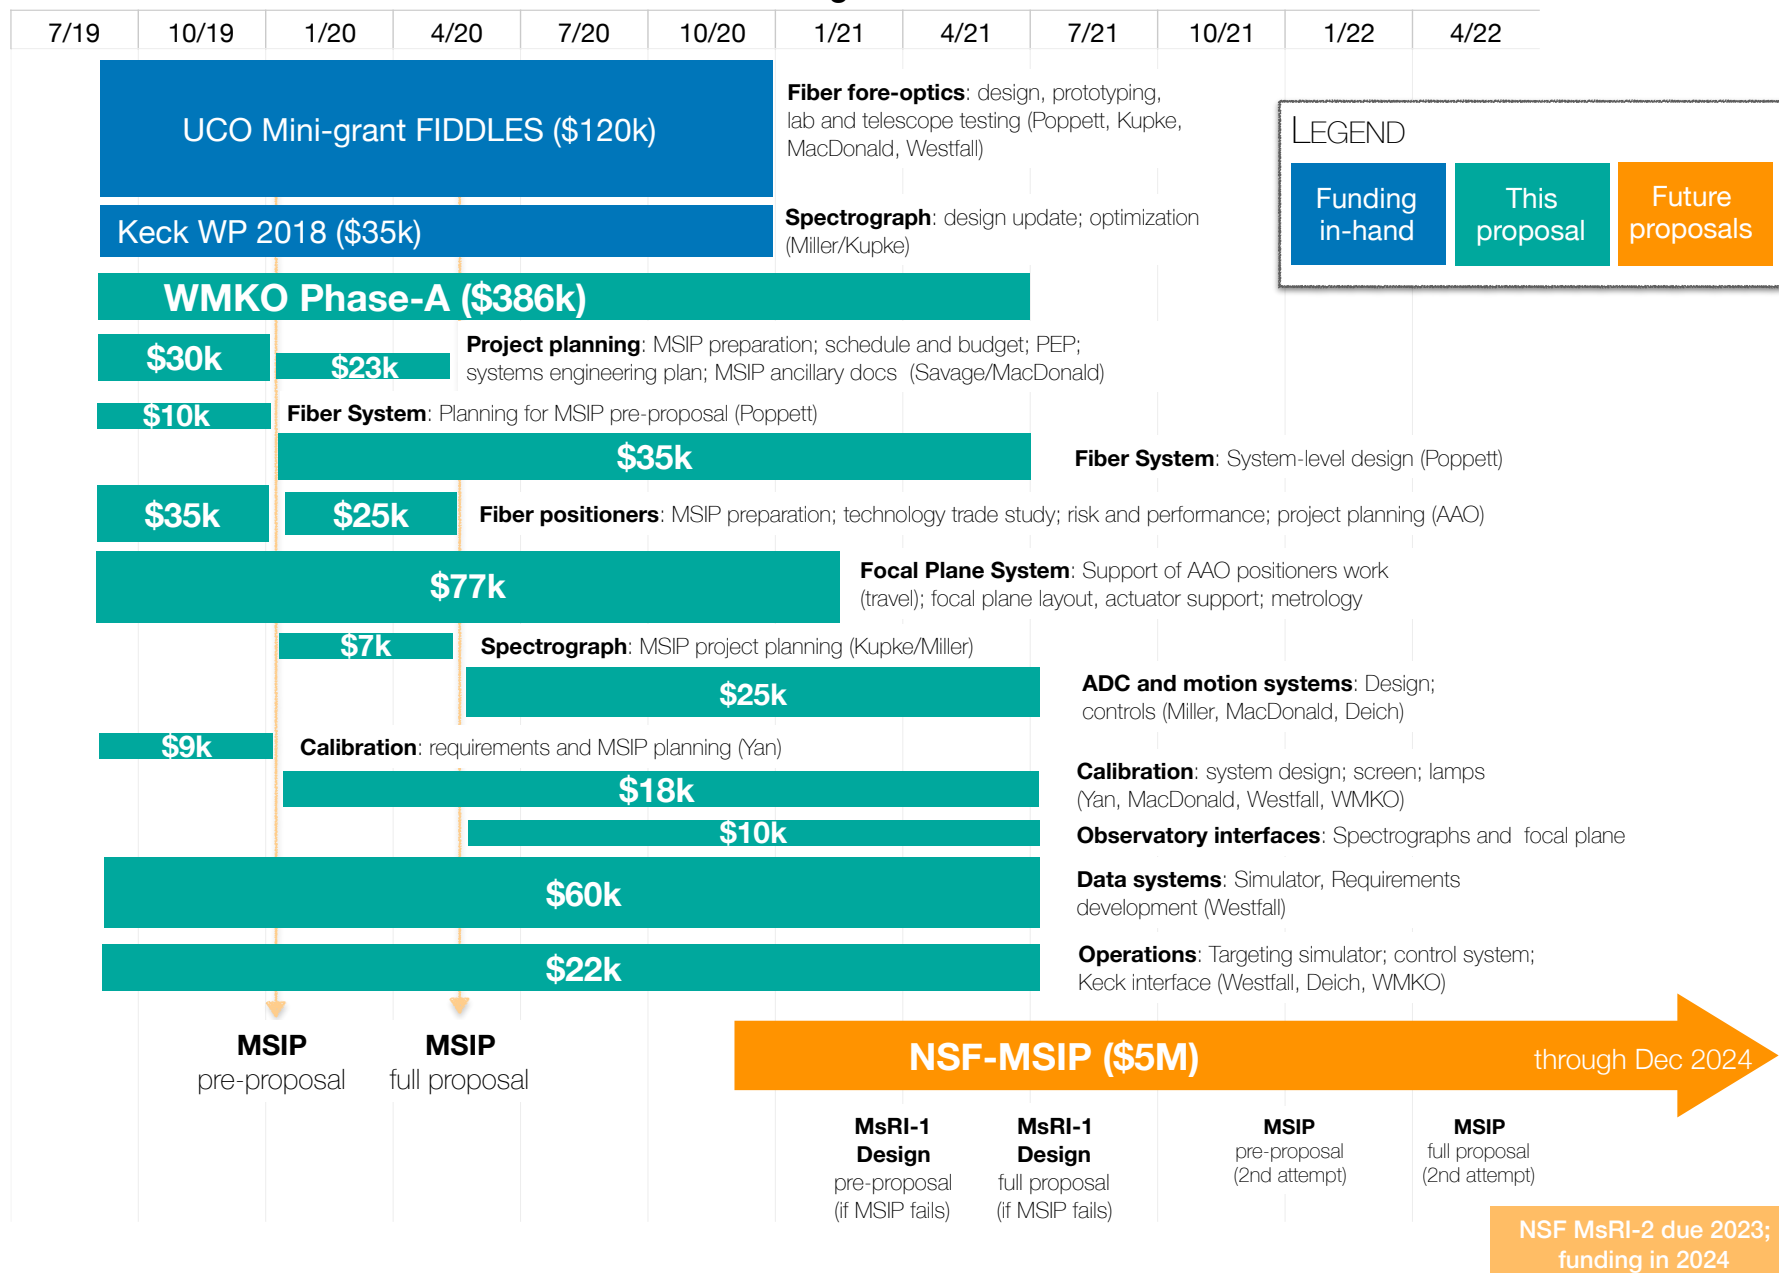 7/19 10/19 1/20 4/20 7/20 10/20 1/21 4/21 7/21 10/21 1/22 4/22
UCO Mini-grant FIDDLES ($120k)
Fiber fore-optics: design, prototyping,
lab and telescope testing (Poppett, Kupke,
MacDonald, Westfall)
LEGEND
Funding
in-hand
This
proposal
Future
proposals
Keck WP 2018 ($35k)
Spectrograph: design update; optimization
(Miller/Kupke)
WMKO Phase-A ($386k)
$30k
$23k
Project planning: MSIP preparation; schedule and budget; PEP;
systems engineering plan; MSIP ancillary docs (Savage/MacDonald)
$10k
Fiber System: Planning for MSIP pre-proposal (Poppett)
$35k
Fiber System: System-level design (Poppett)
$35k
$25k
Fiber positioners: MSIP preparation; technology trade study; risk and performance; project planning (AAO)
$77k
Focal Plane System: Support of AAO positioners work
(travel); focal plane layout, actuator support; metrology
$7k
Spectrograph: MSIP project planning (Kupke/Miller)
$25k
ADC and motion systems: Design;
controls (Miller, MacDonald, Deich)
$9k
Calibration: requirements and MSIP planning (Yan)
$18k
Calibration: system design; screen; lamps
(Yan, MacDonald, Westfall, WMKO)
$10k
Observatory interfaces: Spectrographs and focal plane
$60k
Data systems: Simulator, Requirements
development (Westfall)
$22k
Operations: Targeting simulator; control system;
Keck interface (Westfall, Deich, WMKO)
MSIP
pre-proposal
MSIP
full proposal
NSF-MSIP ($5M)
through Dec 2024
MsRI-1
Design
pre-proposal
(if MSIP fails)
MsRI-1
Design
full proposal
(if MSIP fails)
MSIP
pre-proposal
(2nd attempt)
MSIP
full proposal
(2nd attempt)
NSF MsRI-2 due 2023;
funding in 2024